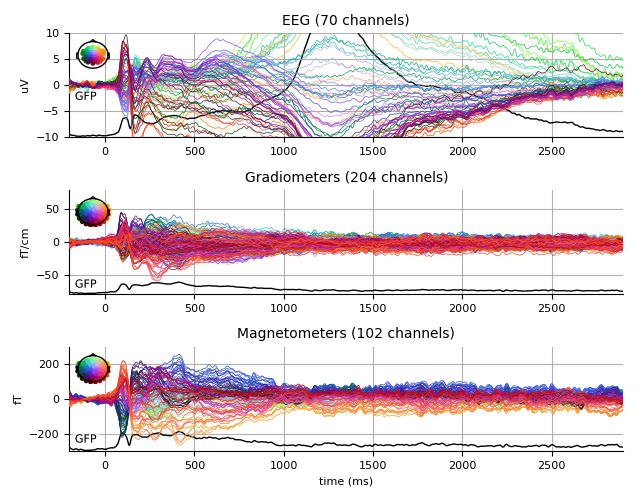 EEG (70 channels)
10
5
0
−5
−10
uV
GFP
0
500
1000
1500
2000
2500
Gradiometers (204 channels)
50
0
−50
fT/cm
GFP
0
500
1000
1500
2000
2500
Magnetometers (102 channels)
200
0
−200
fT
GFP
0
500
1000
1500
2000
2500
time (ms)